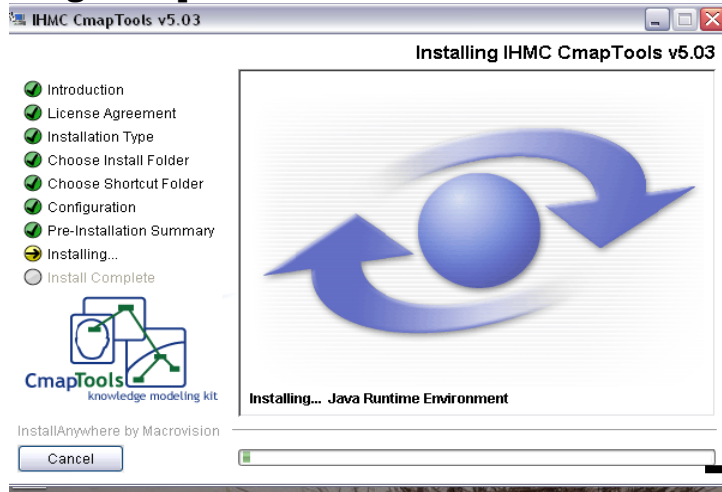 IHMC CmapTools v5.03
Installing IHMC CmapTools v5.03
Introduction
License Agreement
Installation Type
Choose Install Folder
Choose Shortcut Folder
Configuration
Pre-Installation Summary
Installing...
Install Complete
CmapTools
knowledge modeling kit
Installing... Java Runtime Environment
InstallAnywhere by Macrovision
Cancel